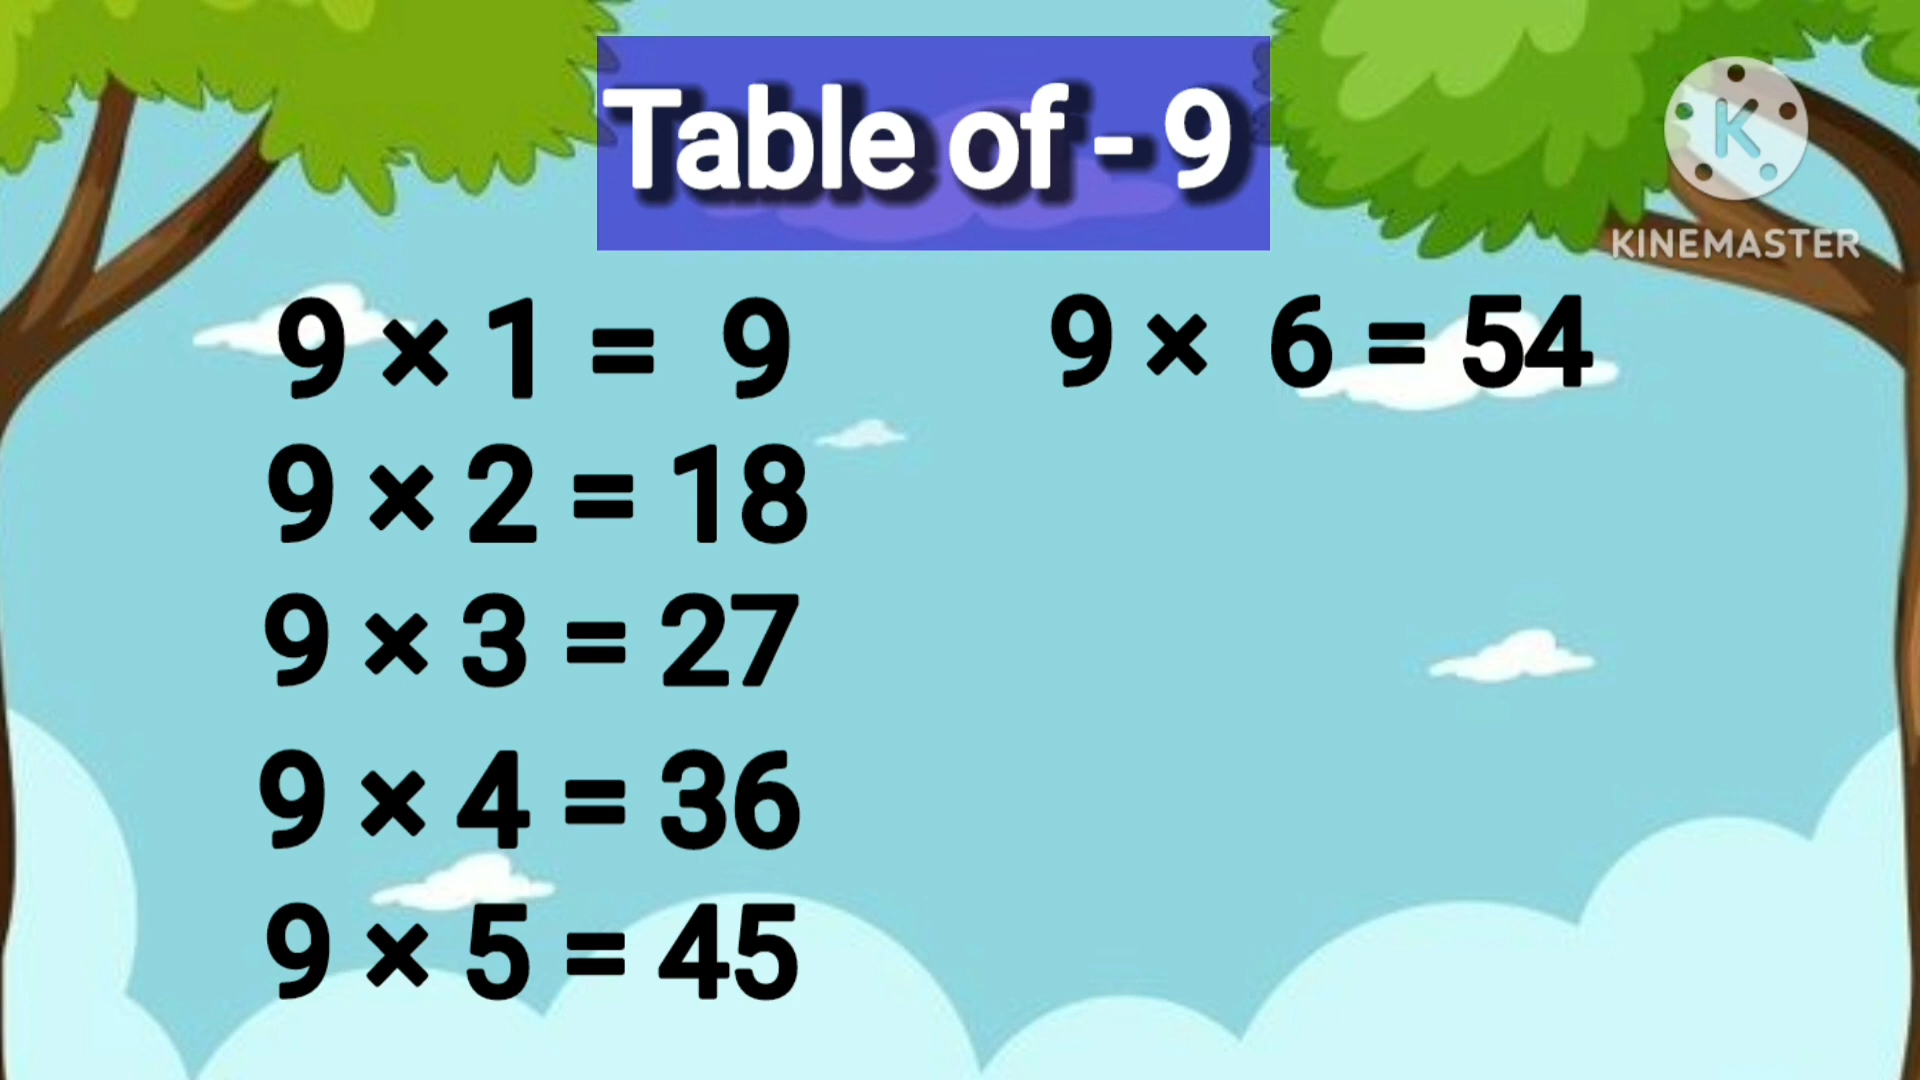 Table of - 9
K
KINEMASTER
9 × 1 = 9
9 × 2 = 18
9 × 3 = 27
9 × 4 = 36
9 × 5 = 45
9 × 6 = 54